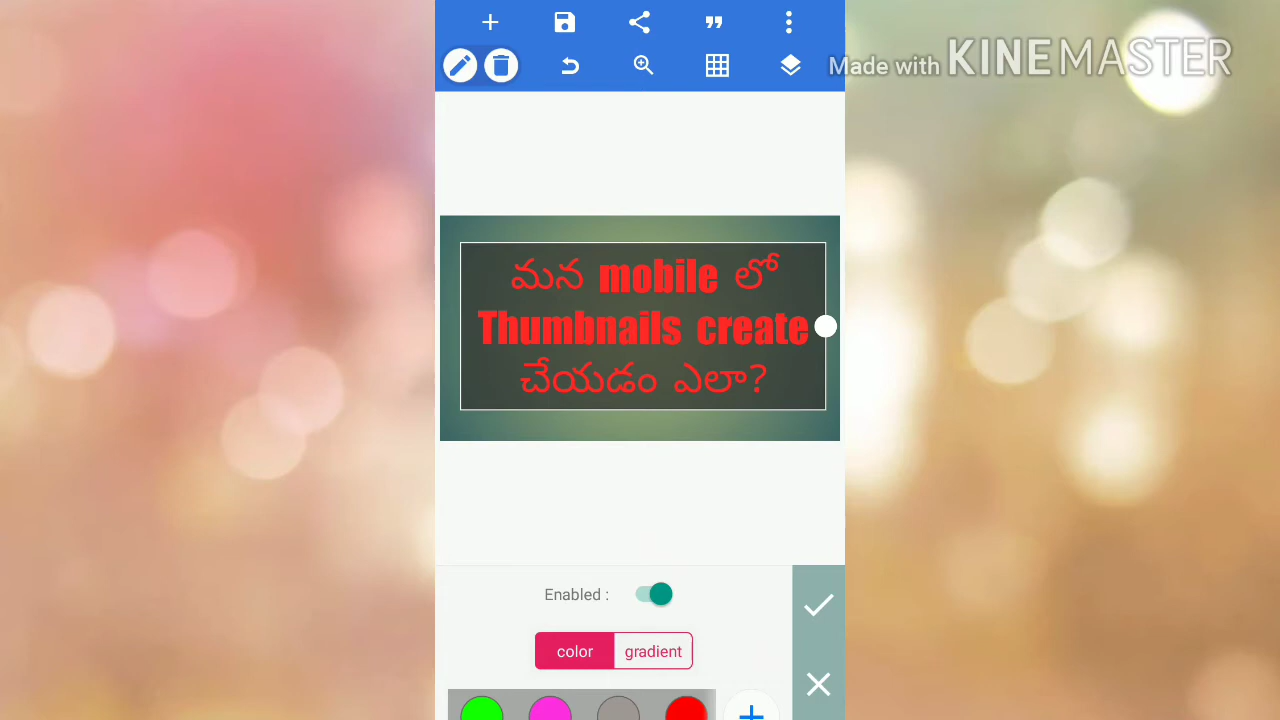 Made with KINEMASTER
మన mobile లో
Thumbnails create
చేయడం ఎలా?
Enabled :
color gradient